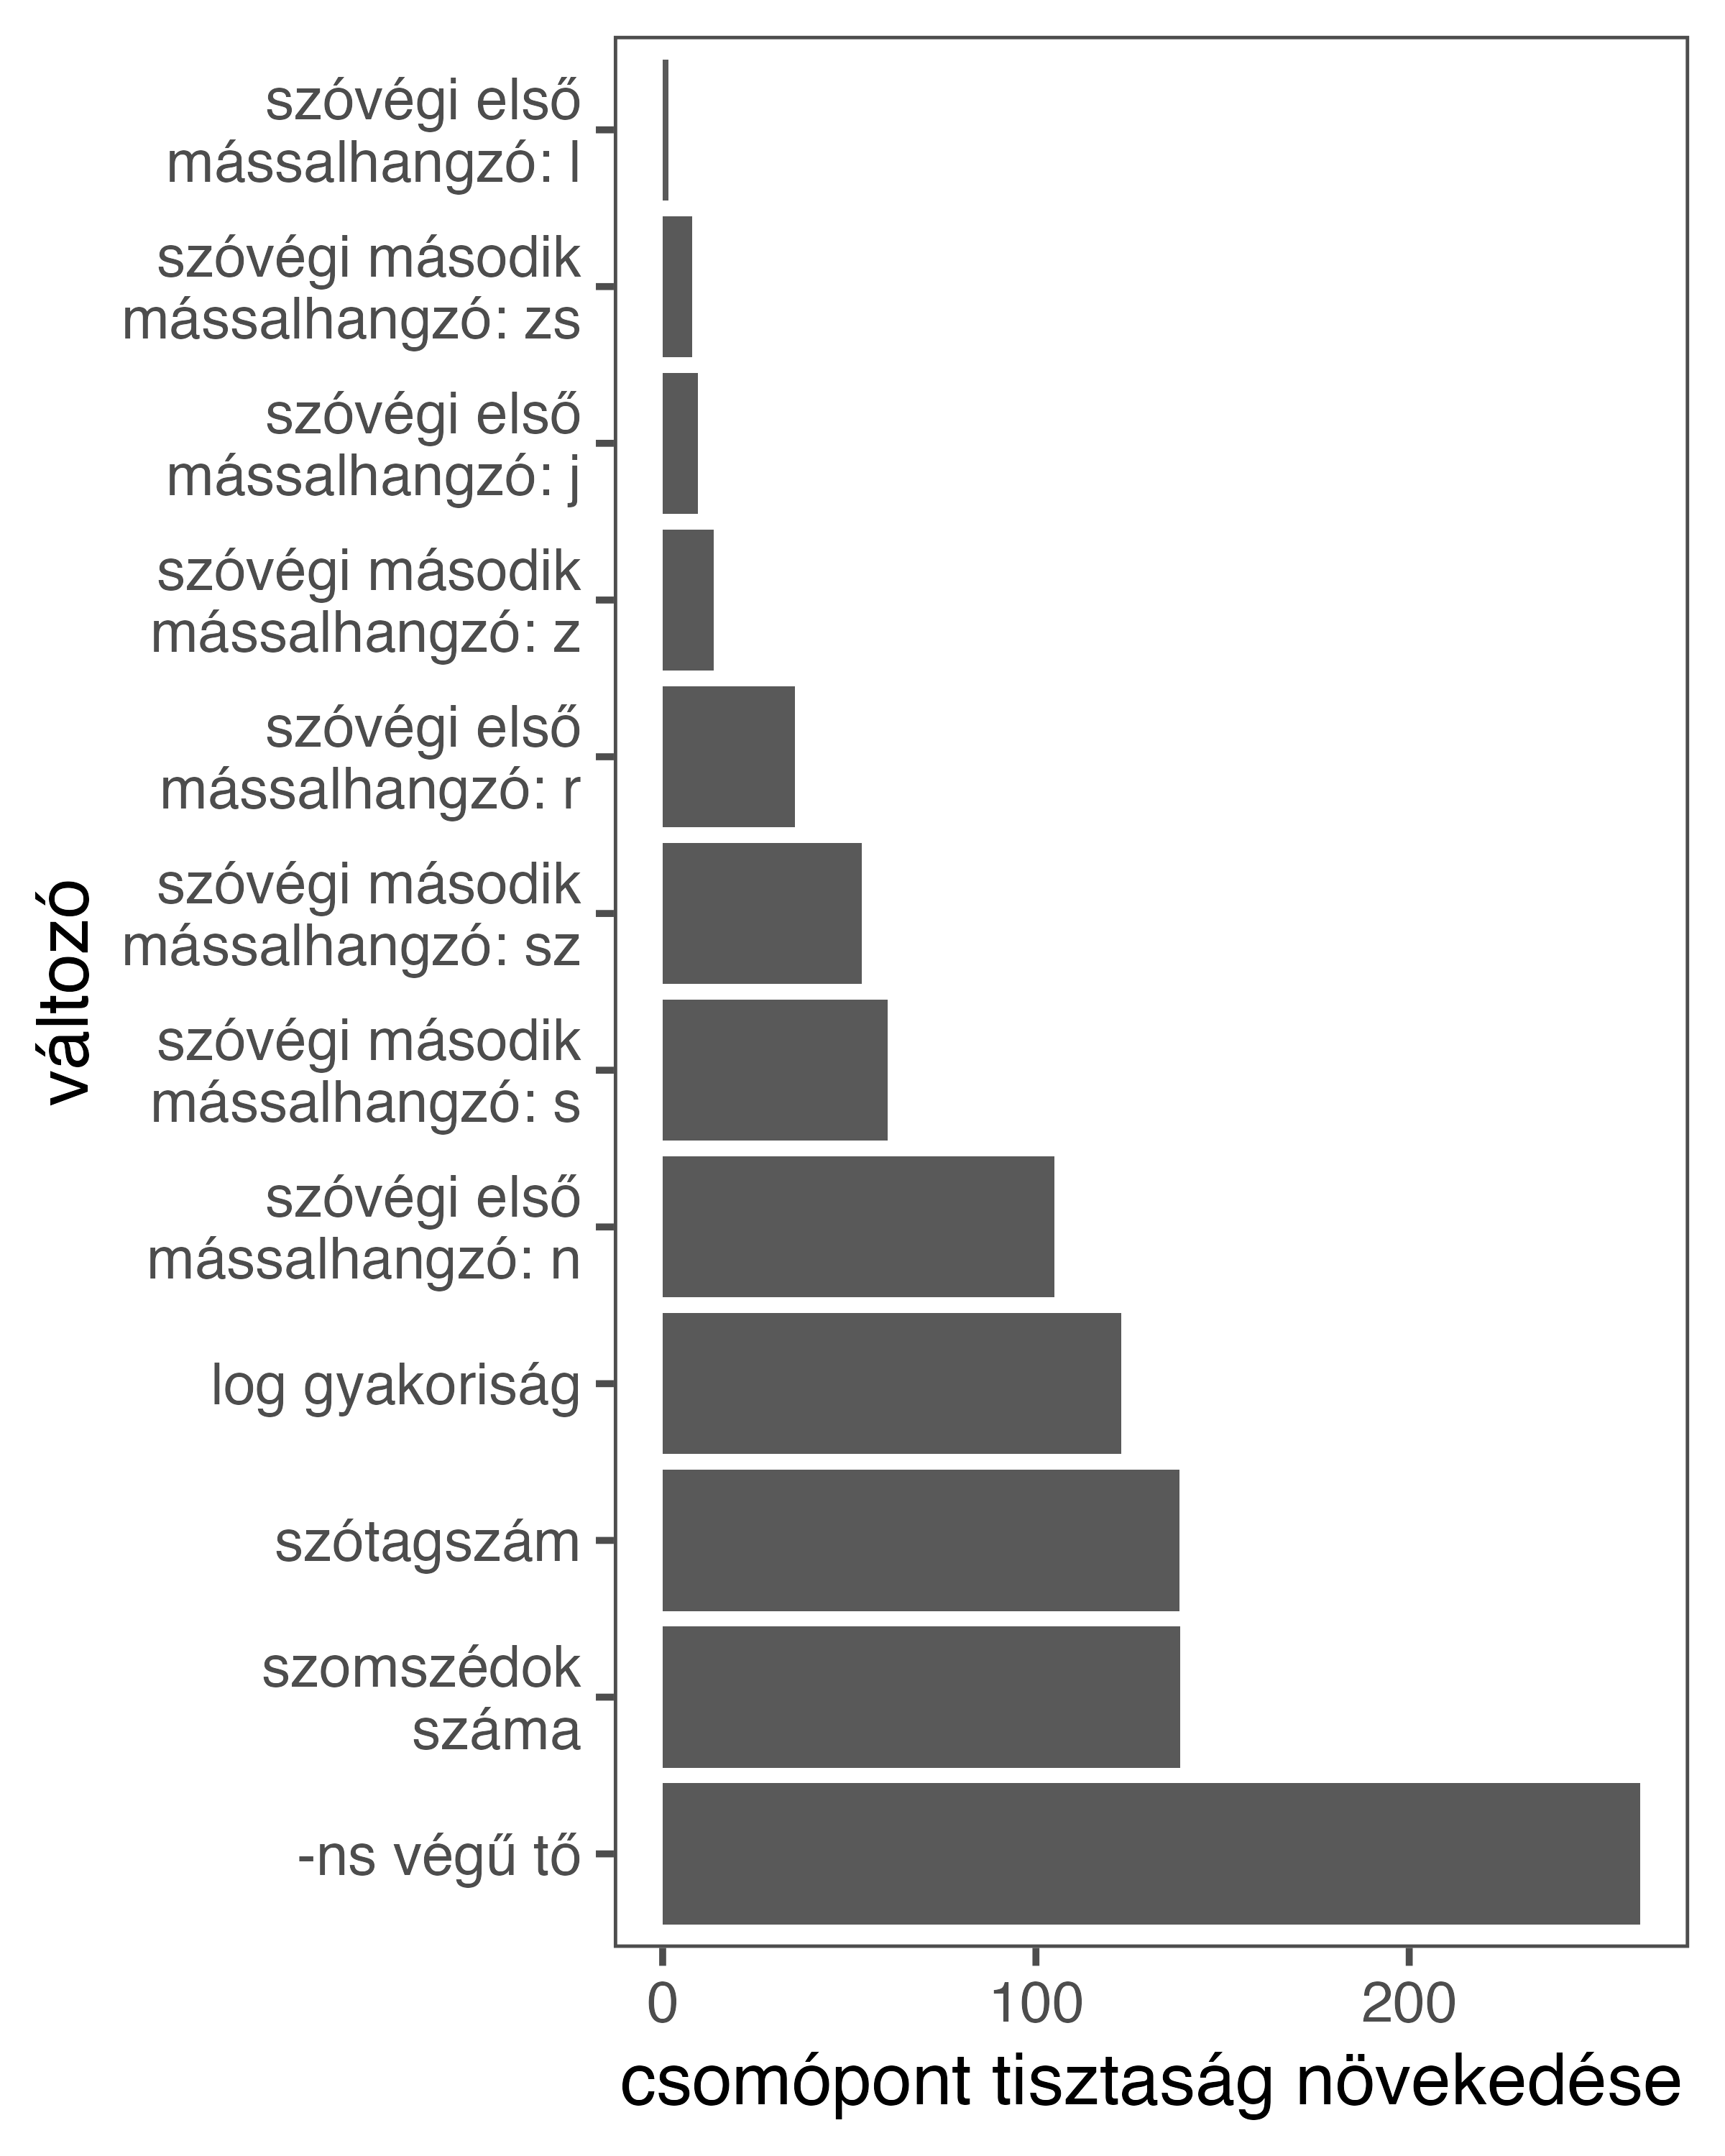 szóvégi első
mássalhangzó: l
szóvégi második
mássalhangzó: zs
szóvégi első
mássalhangzó: j
szóvégi második
mássalhangzó: z
szóvégi első
mássalhangzó: r
szóvégi második
mássalhangzó: sz
szóvégi második
mássalhangzó: s
szóvégi első
mássalhangzó: n
log gyakoriság
szótagszám
szomszédok
száma
-ns végű tő
változó
0 100 200
csomópont tisztaság növekedése